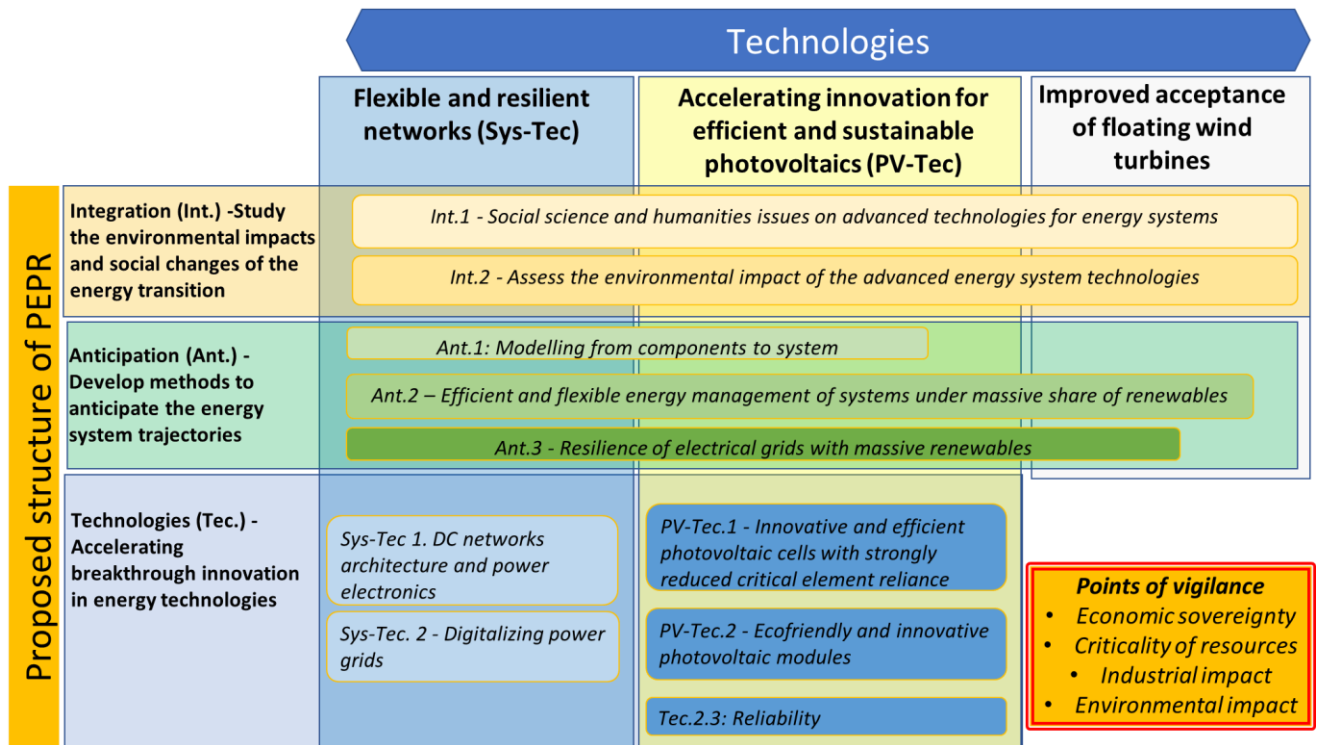 Technologies
Flexible and resilient
networks (Sys-Tec)
Accelerating innovation for
efficient and sustainable
photovoltaics (PV-Tec)
Improved acceptance
of floating wind
turbines
Proposed structure of PEPR
Integration (Int.) -Study
the environmental impacts
and social changes of the
energy transition
Int.1 - Social science and humanities issues on advanced technologies for energy systems
Int.2 - Assess the environmental impact of the advanced energy system technologies
Anticipation (Ant.) -
Develop methods to
anticipate the energy
system trajectories
Ant.1: Modelling from components to system
Ant.2 – Efficient and flexible energy management of systems under massive share of renewables
Ant.3 - Resilience of electrical grids with massive renewables
Technologies (Tec.) -
Accelerating
breakthrough innovation
in energy technologies
Sys-Tec 1. DC networks
architecture and power
electronics
Sys-Tec. 2 - Digitalizing power
grids
PV-Tec.1 - Innovative and efficient
photovoltaic cells with strongly
reduced critical element reliance
PV-Tec.2 - Ecofriendly and innovative
photovoltaic modules
Tec.2.3: Reliability
Points of vigilance
• Economic sovereignty
• Criticality of resources
• Industrial impact
• Environmental impact